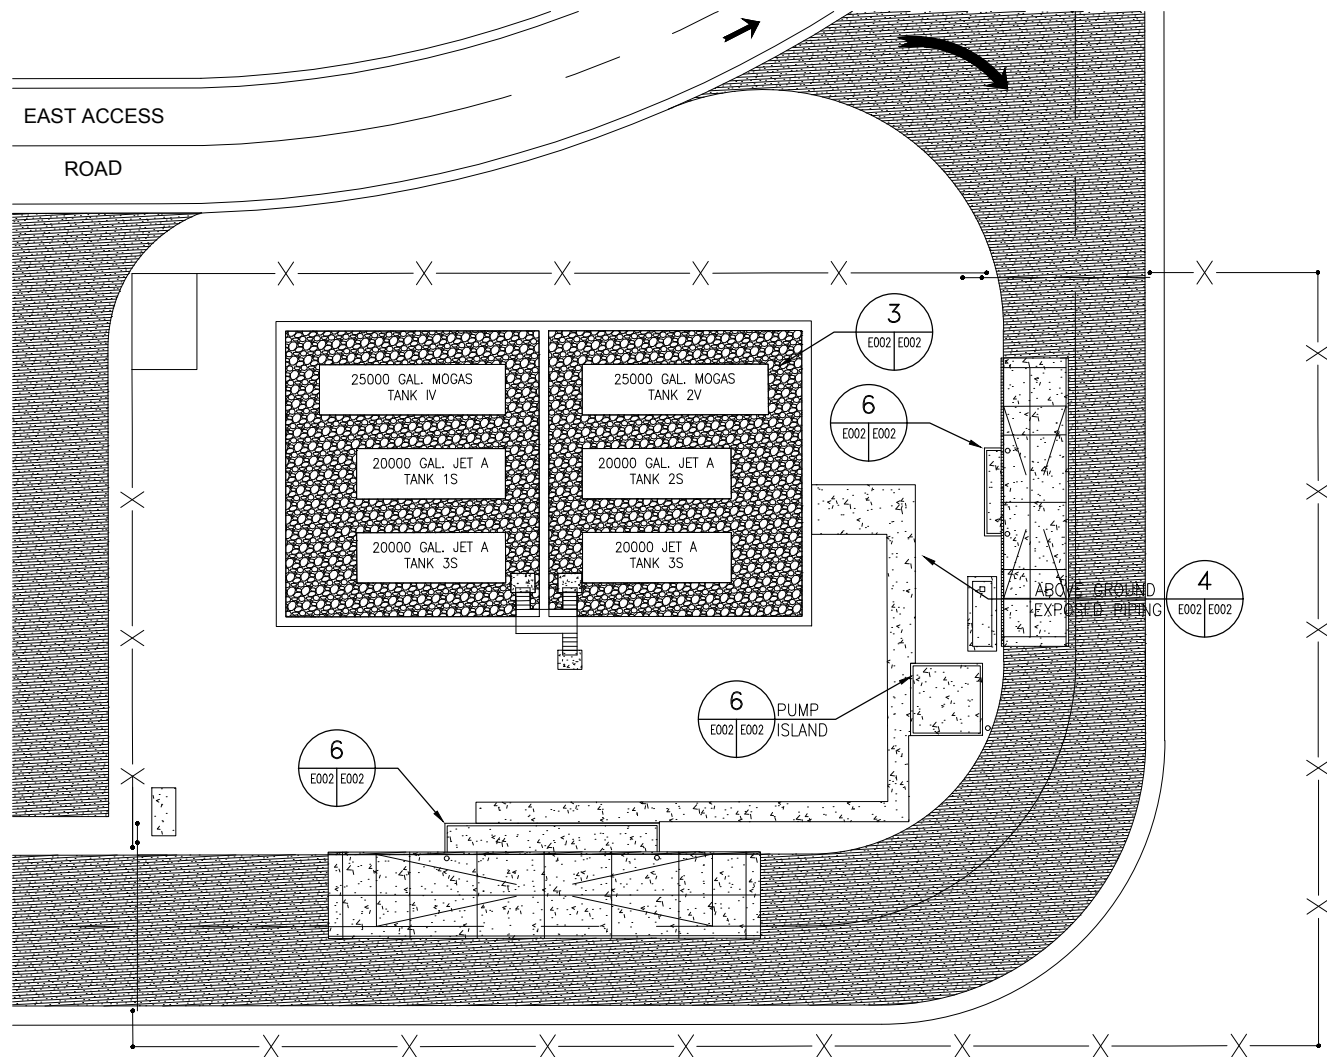 EAST ACCESS
ROAD
3
E002 E002
25000 GAL. MOGAS
TANK IV
25000 GAL. MOGAS
TANK 2V
6
E002 E002
20000 GAL. JET A
TANK 1S
20000 GAL. JET A
TANK 2S
20000 GAL. JET A
TANK 3S
20000 JET A
TANK 3S
P
ABOVE GROUND
EXPOSED PIPING
4
E002 E002
6
E002 E002
PUMP
ISLAND
6
E002 E002